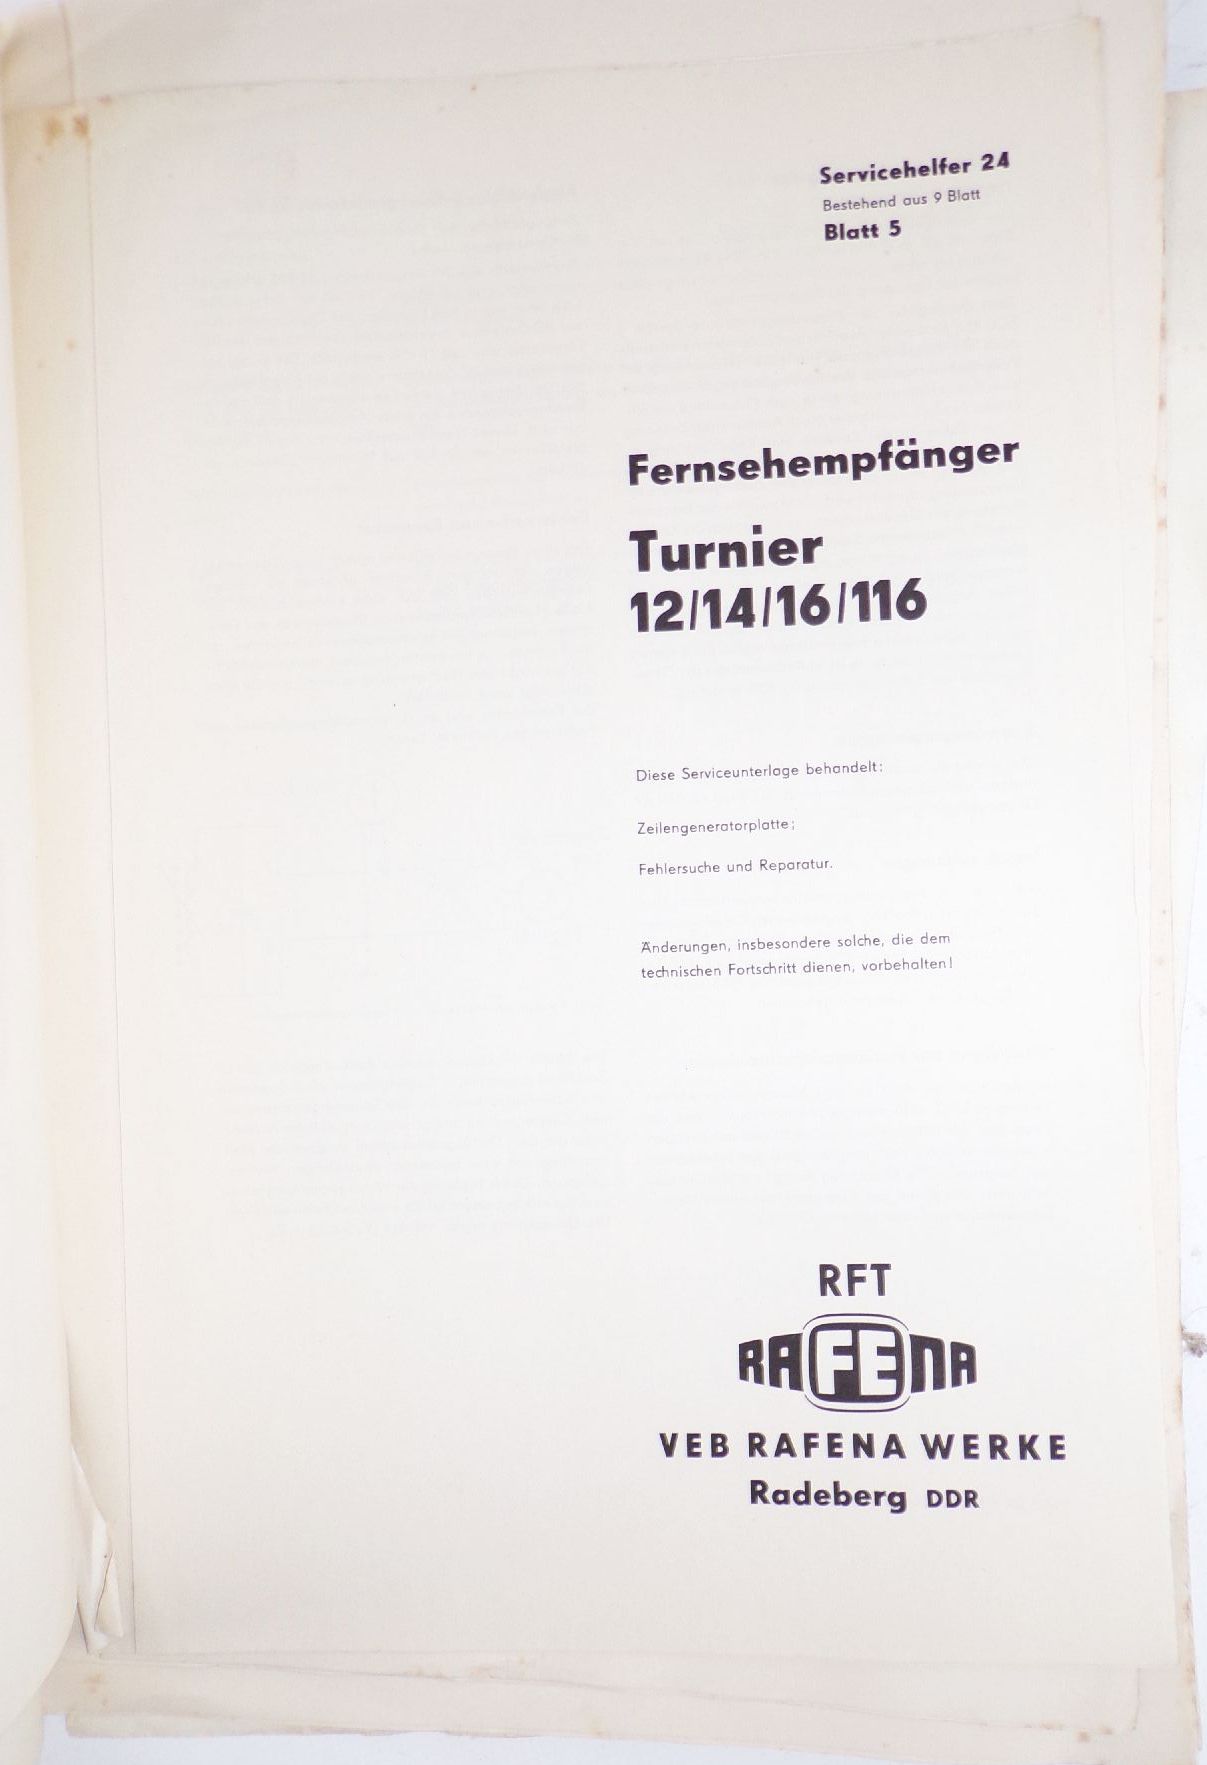 Servicehelfer 24
Bestehend aus 9 Blatt
Blatt 5
Fernsehempfänger
Turnier
12/14/16/116
Diese Serviceunterlage behandelt:
Zeilengeneratorplatte;
Fehlersuche und Reparatur.
Änderungen, insbesondere solche, die dem
technischen Fortschritt dienen, vorbehalten!
RFT
RAFENA
VEB RAFENA WERKE
Radeberg DDR